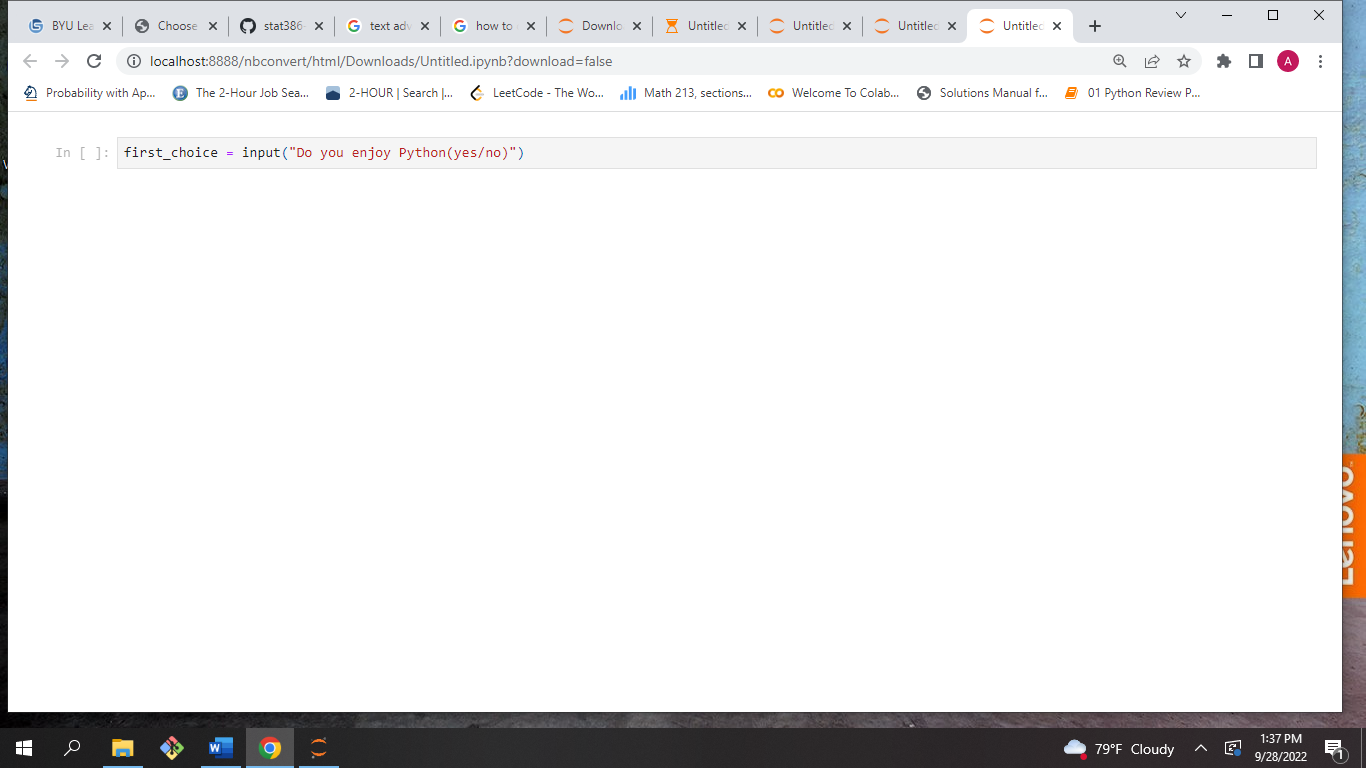 BYU Lea
Choose
stat386-
text adv
how to
Downlo
Untitled
Untitled
Untitled
Untitled
localhost:8888/nbconvert/html/Downloads/Untitled.ipynb?download=false
A
Probability with Ap...
The 2-Hour Job Sea...
2-HOUR | Search |...
LeetCode - The Wo...
Math 213, sections...
Welcome To Colab...
Solutions Manual f...
01 Python Review P...
In [ ]:
first_choice = input("Do you enjoy Python(yes/no)")
Lenovo
79°F Cloudy
1:37 PM
9/28/2022
1